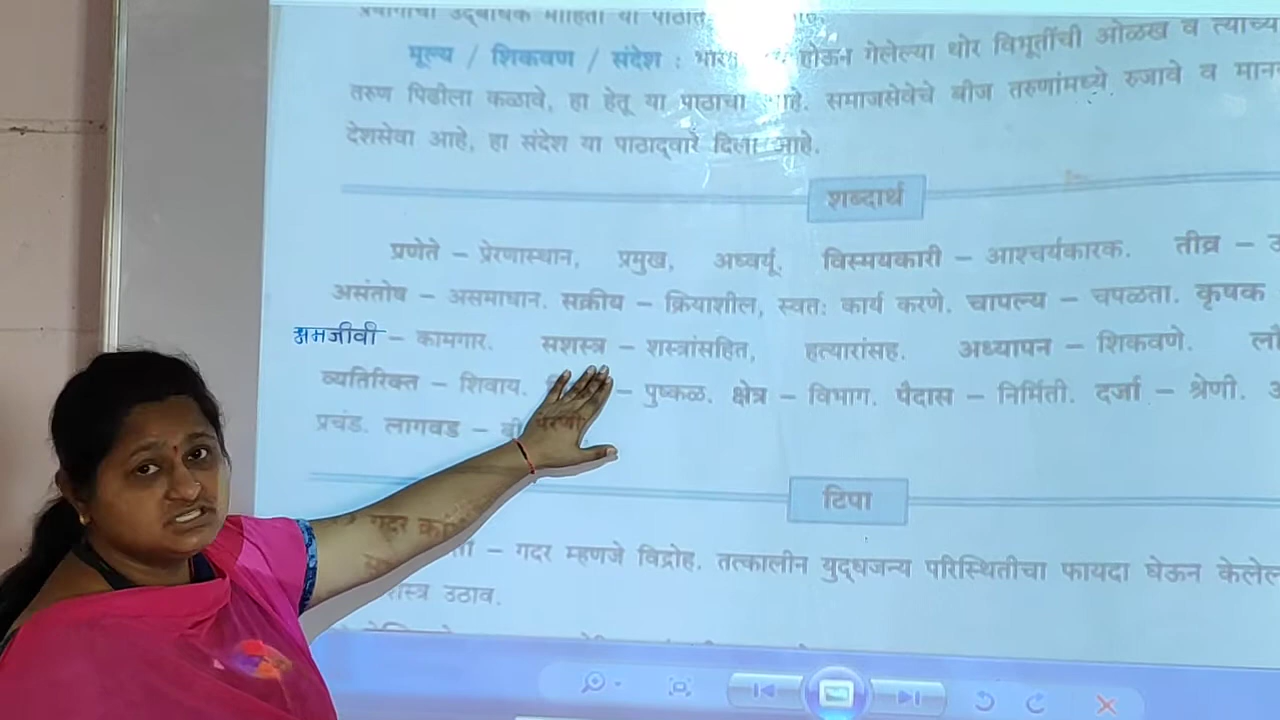 मूल्य / शिकवण / संदेश : होऊन गेलेल्या थोर विभूतींची ओळख व त्याच्य
तरुण पिढीला कळावे, हा हेतू या पाठाचा आहे. समाजसेवेचे बीज तरुणांमध्ये रुजावे व
देशसेवा आहे, हा संदेश या पाठाद्वारे दिला आहे.
शब्दार्थ
प्रणेते – प्रेरणास्थान, प्रमुख, अध्वर्यू. विस्मयकारी – आश्चर्यकारक. तीव्र –
असंतोष – असमाधान. सक्रीय – क्रियाशील, स्वतः कार्य करणे. चापल्य – चपळता. कृषक
श्रमजीवी – कामगार. सशस्त्र – शस्त्रांसहित, हत्यारांसह. अध्यापन – शिकवणे.
व्यतिरिक्त – शिवाय. – पुष्कळ. क्षेत्र – विभाग. पैदास – निर्मिती. दर्जा – श्रेणी.
प्रचंड. लागवड – पेरणी
टिपा
गदर – गदर म्हणजे विद्रोह. तत्कालीन युद्धजन्य परिस्थितीचा फायदा घेऊन
उठाव.